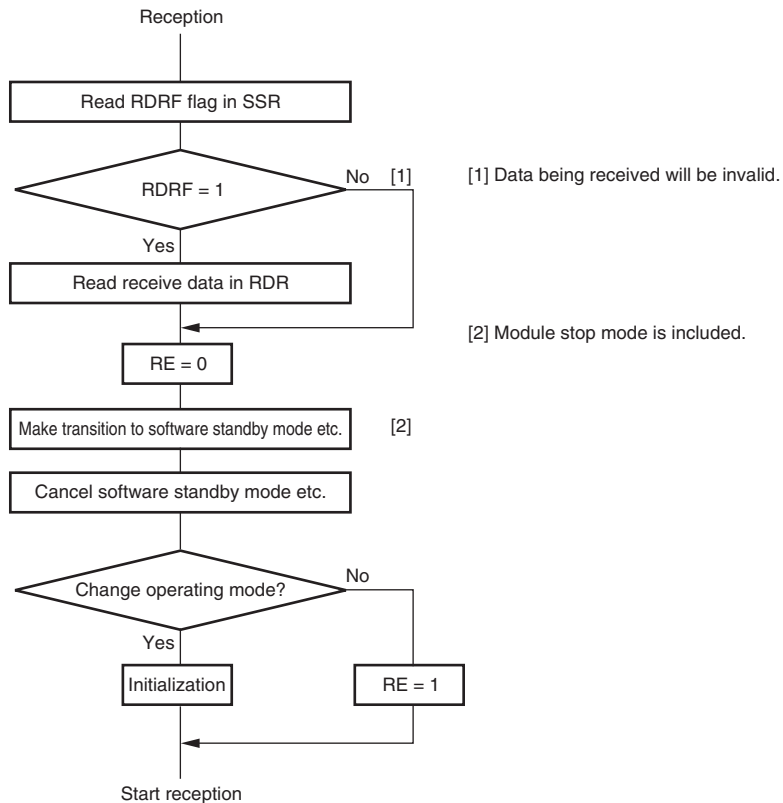 Reception
Read RDRF flag in SSR
RDRF = 1
No [1]
[1] Data being received will be invalid.
Yes
Read receive data in RDR
[2] Module stop mode is included.
RE = 0
Make transition to software standby mode etc.
[2]
Cancel software standby mode etc.
Change operating mode?
No
Yes
Initialization
RE = 1
Start reception